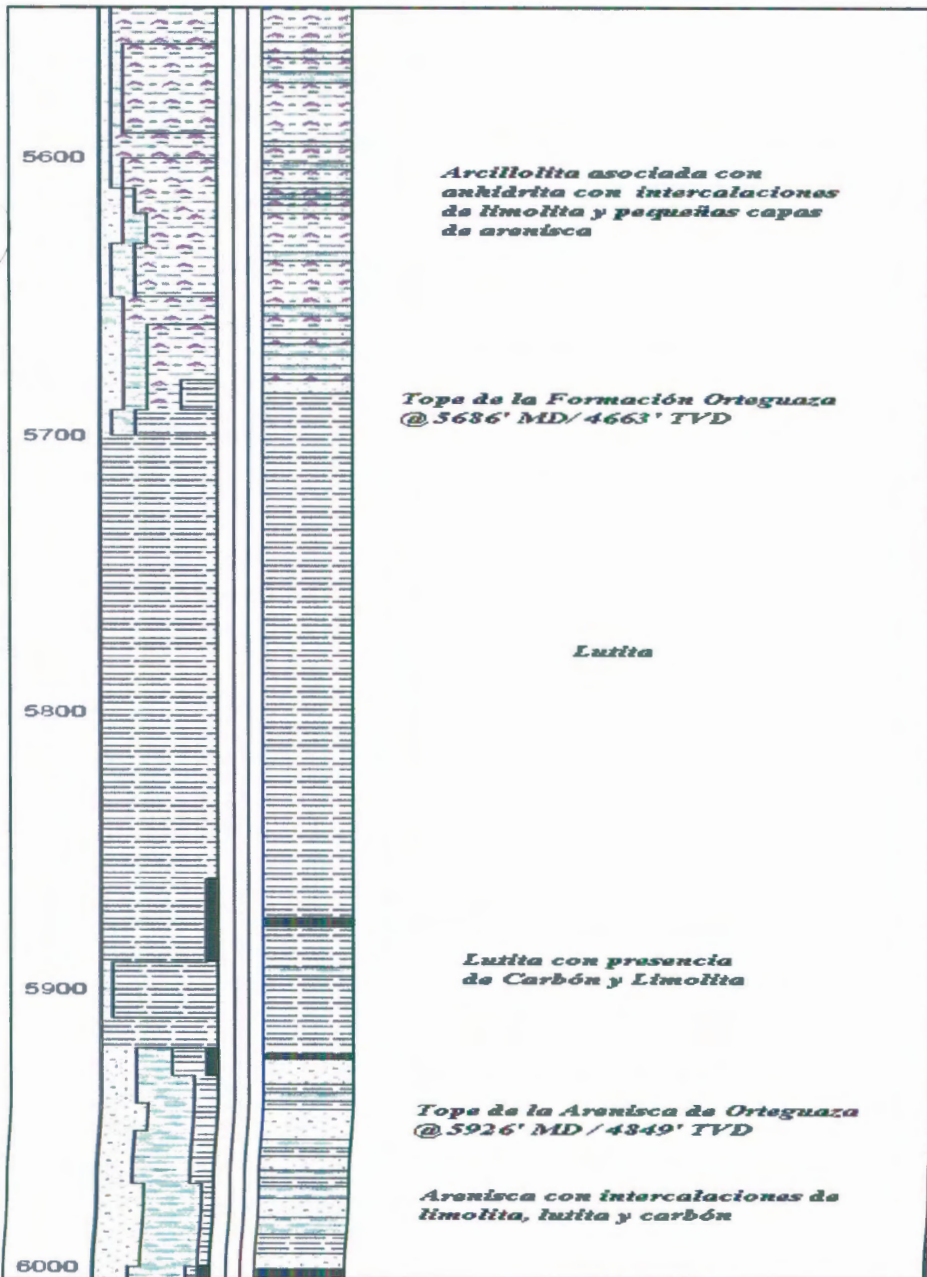 5600
Arcillolita asociada con
anhidrita con intercalaciones
de limolita y pequeñas capas
de arenisca
Tope de la Formación Orteguaza
@ 5686' MD/ 4663' TVD
5700
Lutita
5800
Lutita con presencia
de Carbón y Limolita
5900
Tope de la Arenisca de Orteguaza
@ 5926' MD / 4849' TVD
Arenisca con intercalaciones de
limolita, lutita y carbón
6000